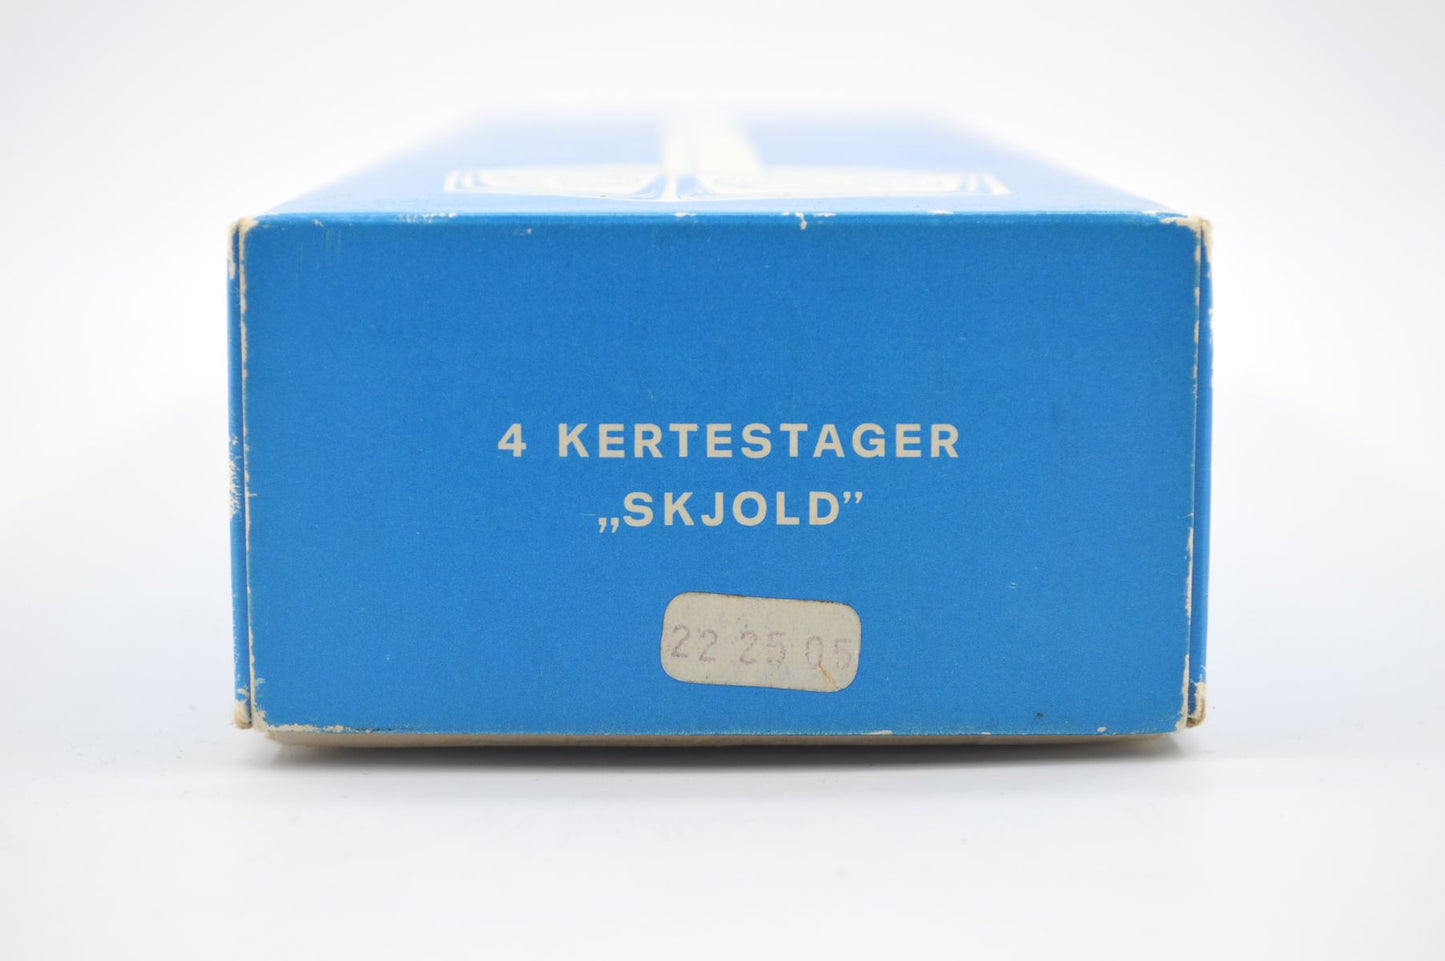 4 KERTESTAGER
„SKJOLD”
22 25 05